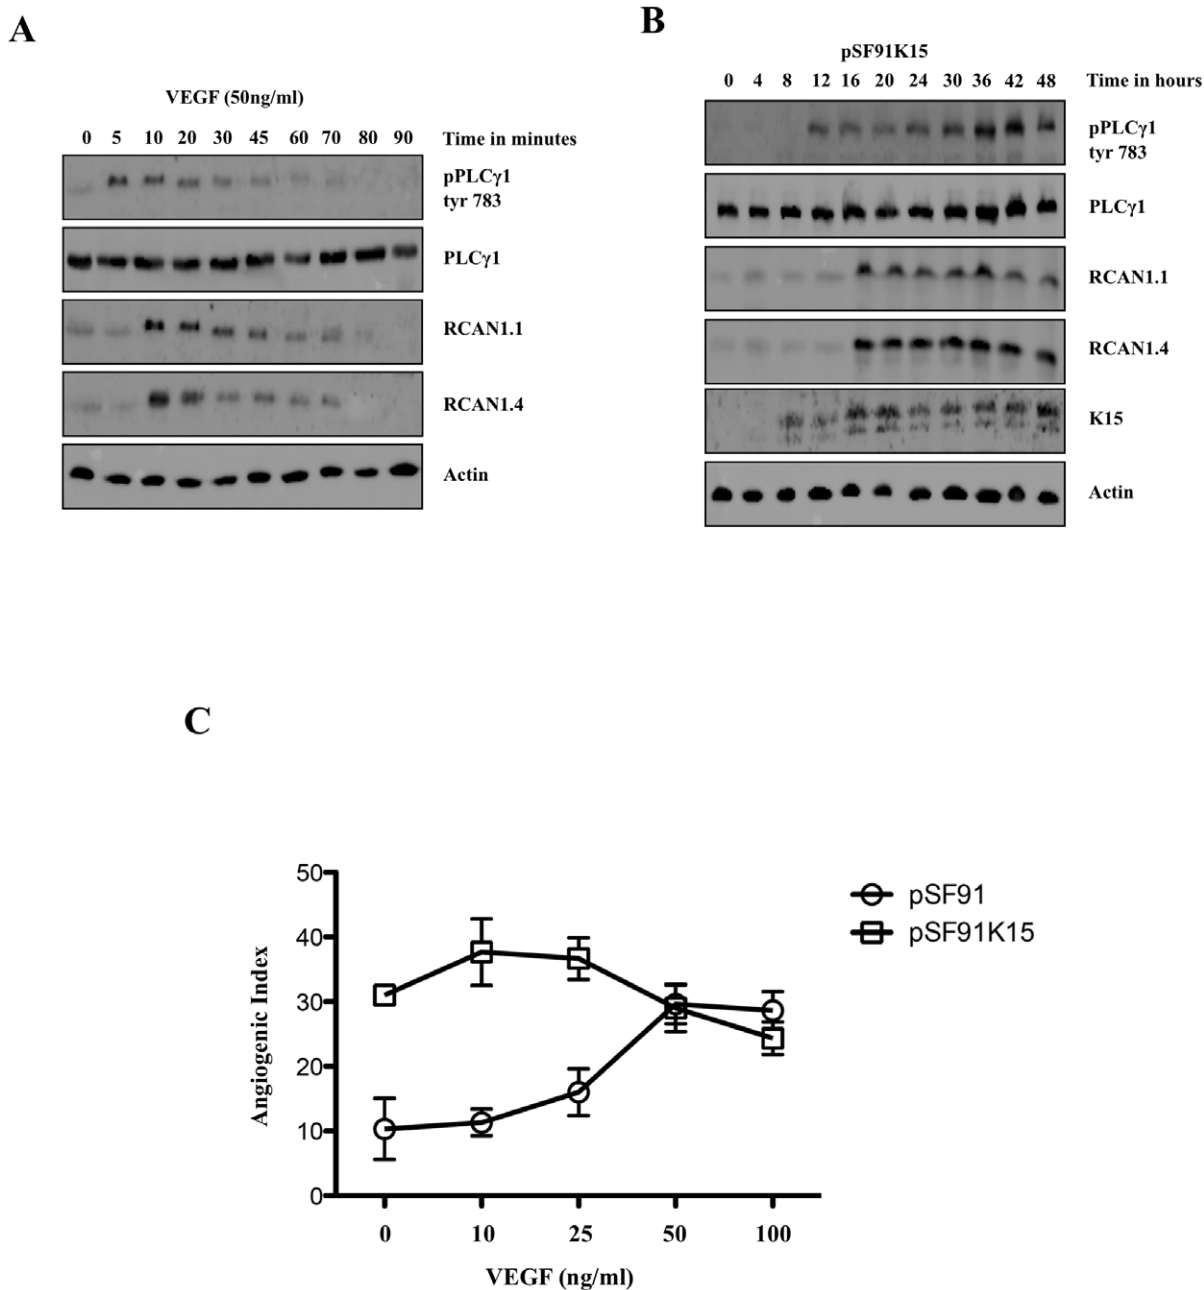 A
VEGF (50ng/ml)
0 5 10 20 30 45 60 70 80 90 Time in minutes
pPLCγ1
tyr 783
PLCγ1
RCAN1.1
RCAN1.4
Actin
B
pSF91K15
0 4 8 12 16 20 24 30 36 42 48 Time in hours
pPLCγ1
tyr 783
PLCγ1
RCAN1.1
RCAN1.4
K15
Actin
C
50
40
30
20
10
0
Angiogenic Index
0 10 25 50 100
VEGF (ng/ml)
pSF91
pSF91K15